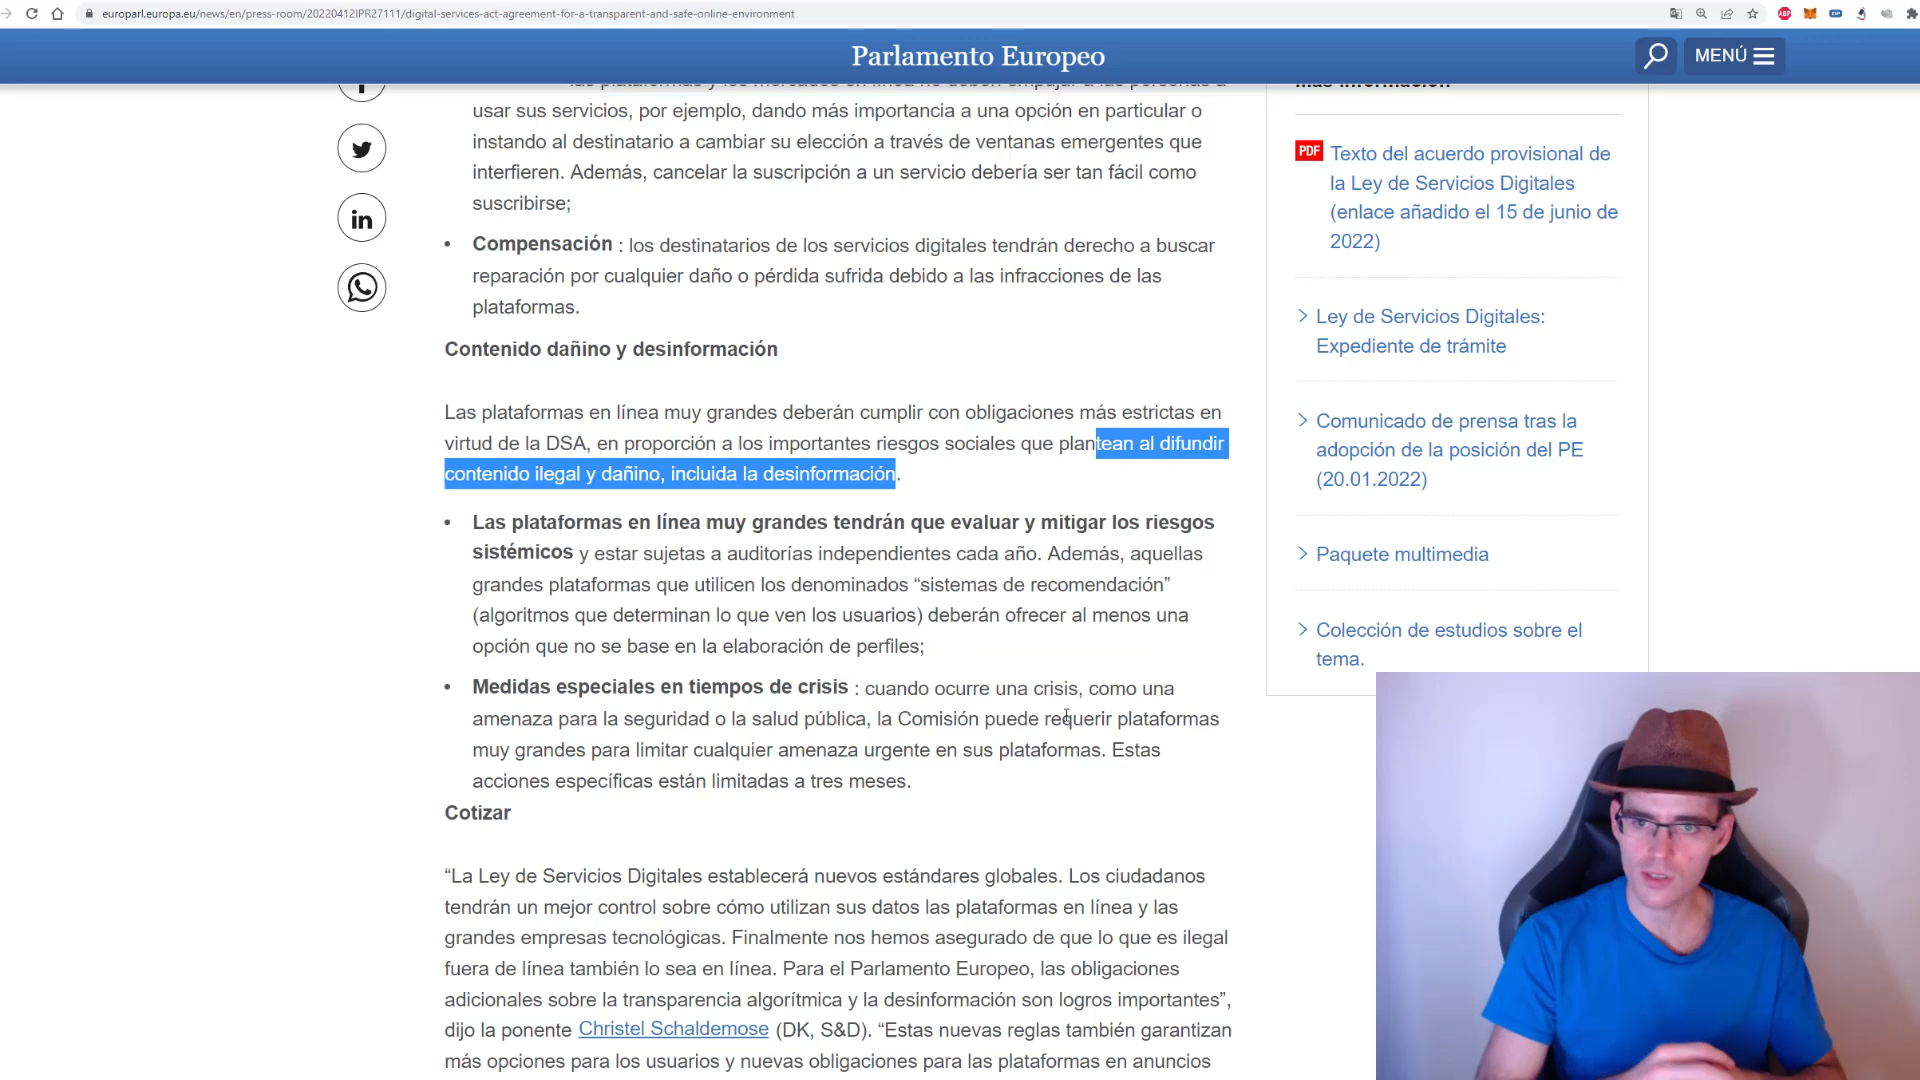 europarl.europa.eu/news/en/press-room/20220412IPR27111/digital-services-act-agreement-for-a-transparent-and-safe-online-environment
Parlamento Europeo
MENÚ
las plataformas y los mercados en línea no deben empujar a las personas a
usar sus servicios, por ejemplo, dando más importancia a una opción en particular o
instando al destinatario a cambiar su elección a través de ventanas emergentes que
interfieren. Además, cancelar la suscripción a un servicio debería ser tan fácil como
suscribirse;
• Compensación : los destinatarios de los servicios digitales tendrán derecho a buscar
reparación por cualquier daño o pérdida sufrida debido a las infracciones de las
plataformas.
Contenido dañino y desinformación
Las plataformas en línea muy grandes deberán cumplir con obligaciones más estrictas en
virtud de la DSA, en proporción a los importantes riesgos sociales que plantean al difundir
contenido ilegal y dañino, incluida la desinformación.
• Las plataformas en línea muy grandes tendrán que evaluar y mitigar los riesgos
sistémicos y estar sujetas a auditorías independientes cada año. Además, aquellas
grandes plataformas que utilicen los denominados “sistemas de recomendación”
(algoritmos que determinan lo que ven los usuarios) deberán ofrecer al menos una
opción que no se base en la elaboración de perfiles;
• Medidas especiales en tiempos de crisis : cuando ocurre una crisis, como una
amenaza para la seguridad o la salud pública, la Comisión puede requerir plataformas
muy grandes para limitar cualquier amenaza urgente en sus plataformas. Estas
acciones específicas están limitadas a tres meses.
Cotizar
“La Ley de Servicios Digitales establecerá nuevos estándares globales. Los ciudadanos
tendrán un mejor control sobre cómo utilizan sus datos las plataformas en línea y las
grandes empresas tecnológicas. Finalmente nos hemos asegurado de que lo que es ilegal
fuera de línea también lo sea en línea. Para el Parlamento Europeo, las obligaciones
adicionales sobre la transparencia algorítmica y la desinformación son logros importantes”,
dijo la ponente Christel Schaldemose (DK, S&D). “Estas nuevas reglas también garantizan
más opciones para los usuarios y nuevas obligaciones para las plataformas en anuncios
Más información
PDF Texto del acuerdo provisional de
la Ley de Servicios Digitales
(enlace añadido el 15 de junio de
2022)
Ley de Servicios Digitales:
Expediente de trámite
Comunicado de prensa tras la
adopción de la posición del PE
(20.01.2022)
Paquete multimedia
Colección de estudios sobre el
tema.